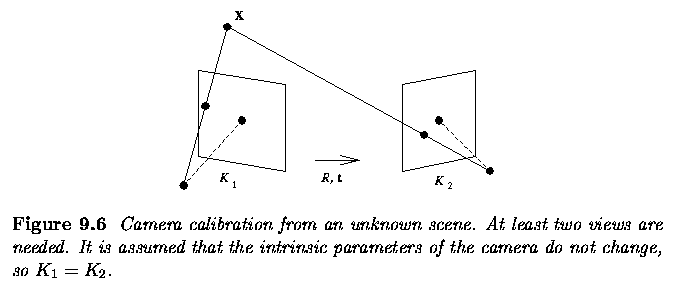 X
K1
R, t
K2
Figure 9.6 Camera calibration from an unknown scene. At least two views are
needed. It is assumed that the intrinsic parameters of the camera do not change,
so K1 = K2.